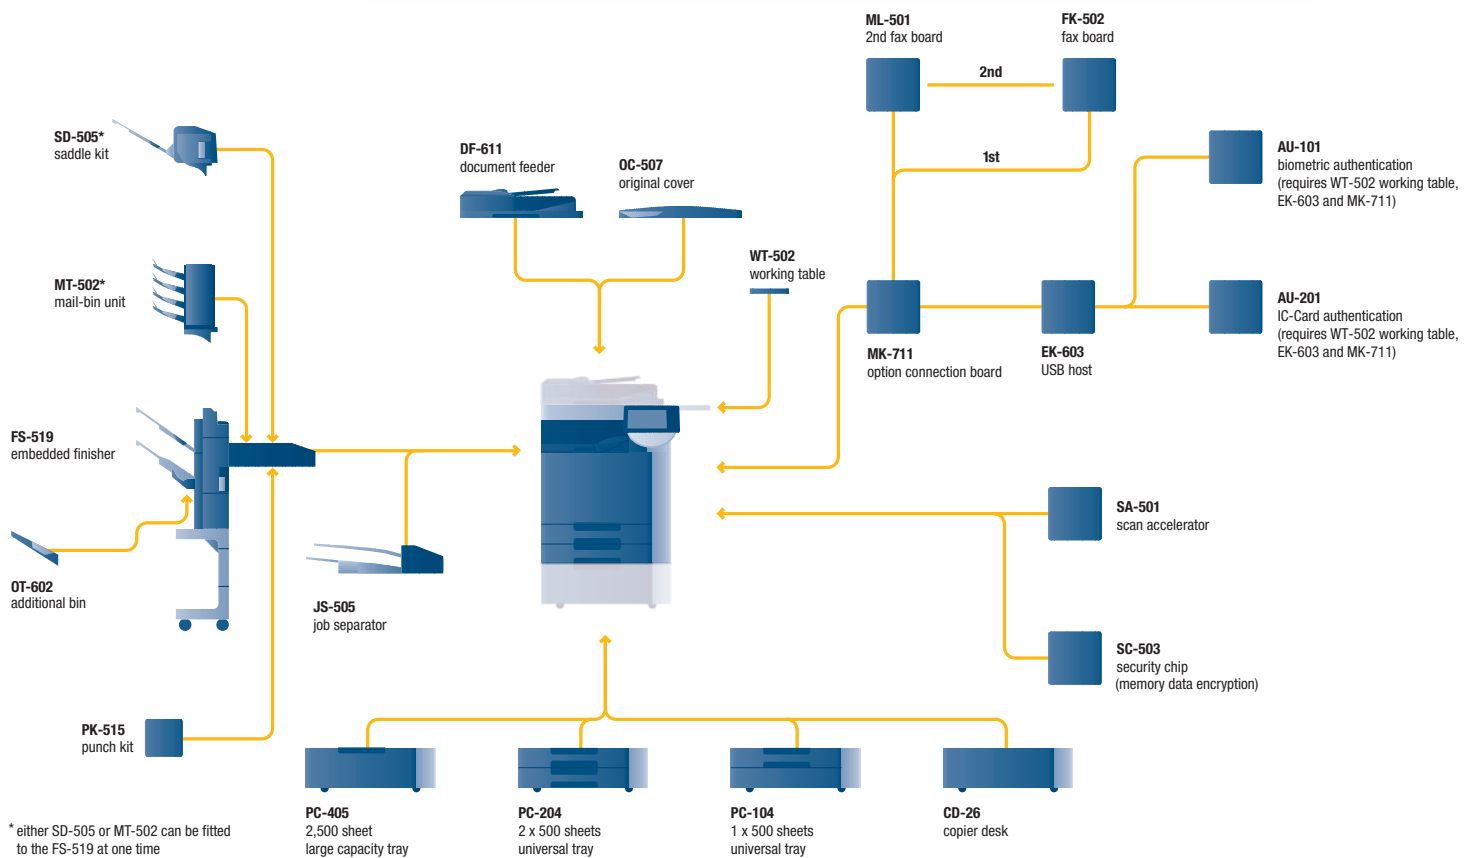 ML-501
2nd fax board
FK-502
fax board
2nd
1st
SD-505*
saddle kit
DF-611
document feeder
OC-507
original cover
AU-101
biometric authentication
(requires WT-502 working table,
EK-603 and MK-711)
MT-502*
mail-bin unit
WT-502
working table
AU-201
IC-Card authentication
(requires WT-502 working table,
EK-603 and MK-711)
MK-711
option connection board
EK-603
USB host
FS-519
embedded finisher
SA-501
scan accelerator
OT-602
additional bin
JS-505
job separator
SC-503
security chip
(memory data encryption)
PK-515
punch kit
PC-405
2,500 sheet
large capacity tray
PC-204
2 x 500 sheets
universal tray
PC-104
1 x 500 sheets
universal tray
CD-26
copier desk
* either SD-505 or MT-502 can be fitted
to the FS-519 at one time